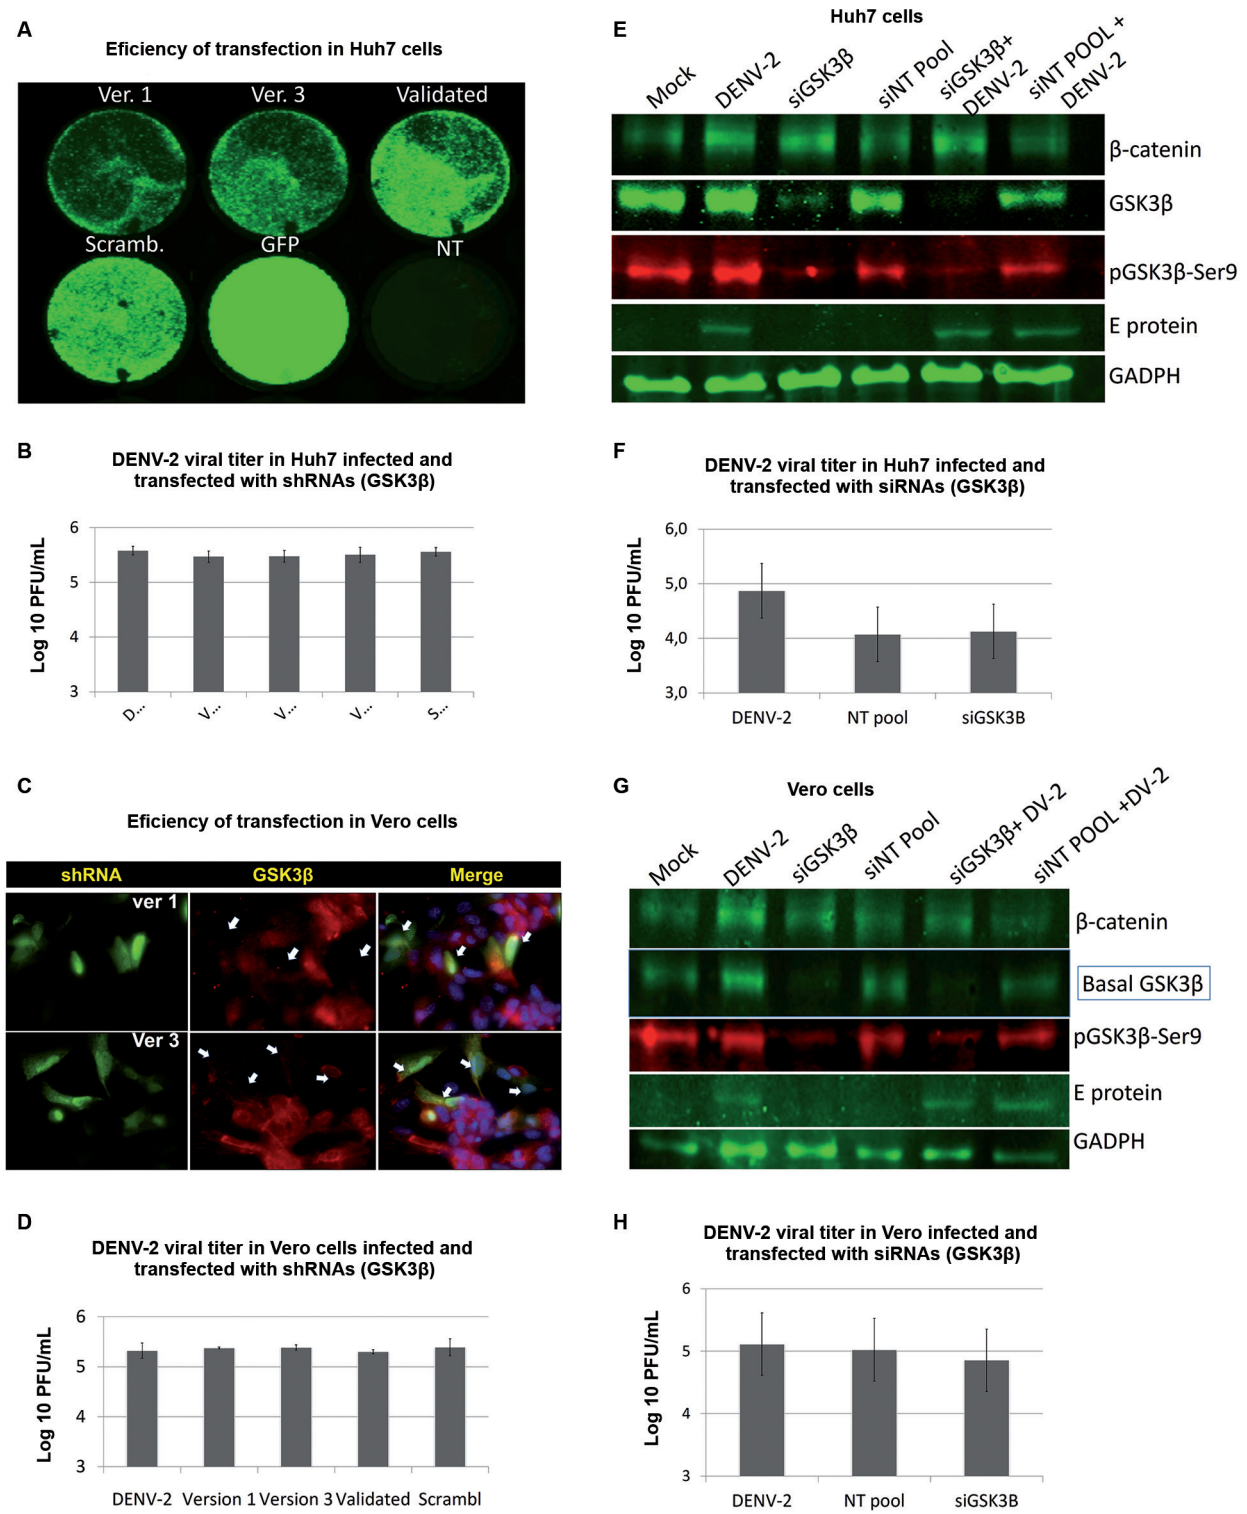 A
Eficiency of transfection in Huh7 cells
Ver. 1 Ver. 3 Validated
Scramb. GFP NT
B
DENV-2 viral titer in Huh7 infected and
transfected with shRNAs (GSK3β)
Log 10 PFU/mL
6
5
4
3
D... V... V... V... S...
C
Eficiency of transfection in Vero cells
shRNA GSK3β Merge
ver 1
Ver 3
D
DENV-2 viral titer in Vero cells infected and
transfected with shRNAs (GSK3β)
Log 10 PFU/mL
6
5
4
3
DENV-2 Version 1 Version 3 Validated Scrambl
E
Huh7 cells
Mock
DENV-2
siGSK3β
siNT Pool
siGSK3β+
DENV-2
siNT POOL +
DENV-2
β-catenin
GSK3β
pGSK3β-Ser9
E protein
GADPH
F
DENV-2 viral titer in Huh7 infected and
transfected with siRNAs (GSK3β)
Log 10 PFU/mL
6,0
5,0
4,0
3,0
DENV-2 NT pool siGSK3B
G
Vero cells
Mock
DENV-2
siGSK3β
siNT Pool
siGSK3β+ DV-2
siNT POOL +DV-2
β-catenin
Basal GSK3β
pGSK3β-Ser9
E protein
GADPH
H
DENV-2 viral titer in Vero infected and
transfected with siRNAs (GSK3β)
Log 10 PFU/mL
6
5
4
3
DENV-2 NT pool siGSK3B